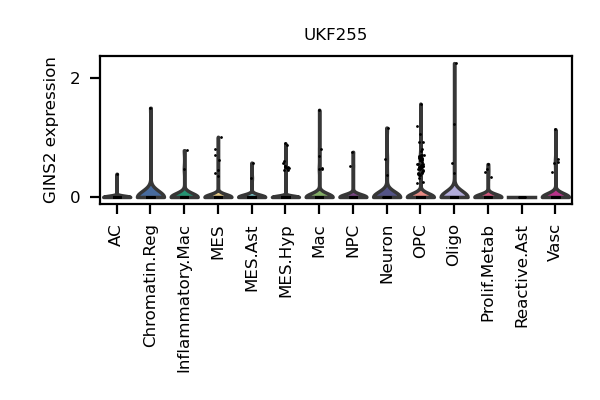 UKF255
GINS2 expression
2
0
AC
Chromatin.Reg
Inflammatory.Mac
MES
MES.Ast
MES.Hyp
Mac
NPC
Neuron
OPC
Oligo
Prolif.Metab
Reactive.Ast
Vasc